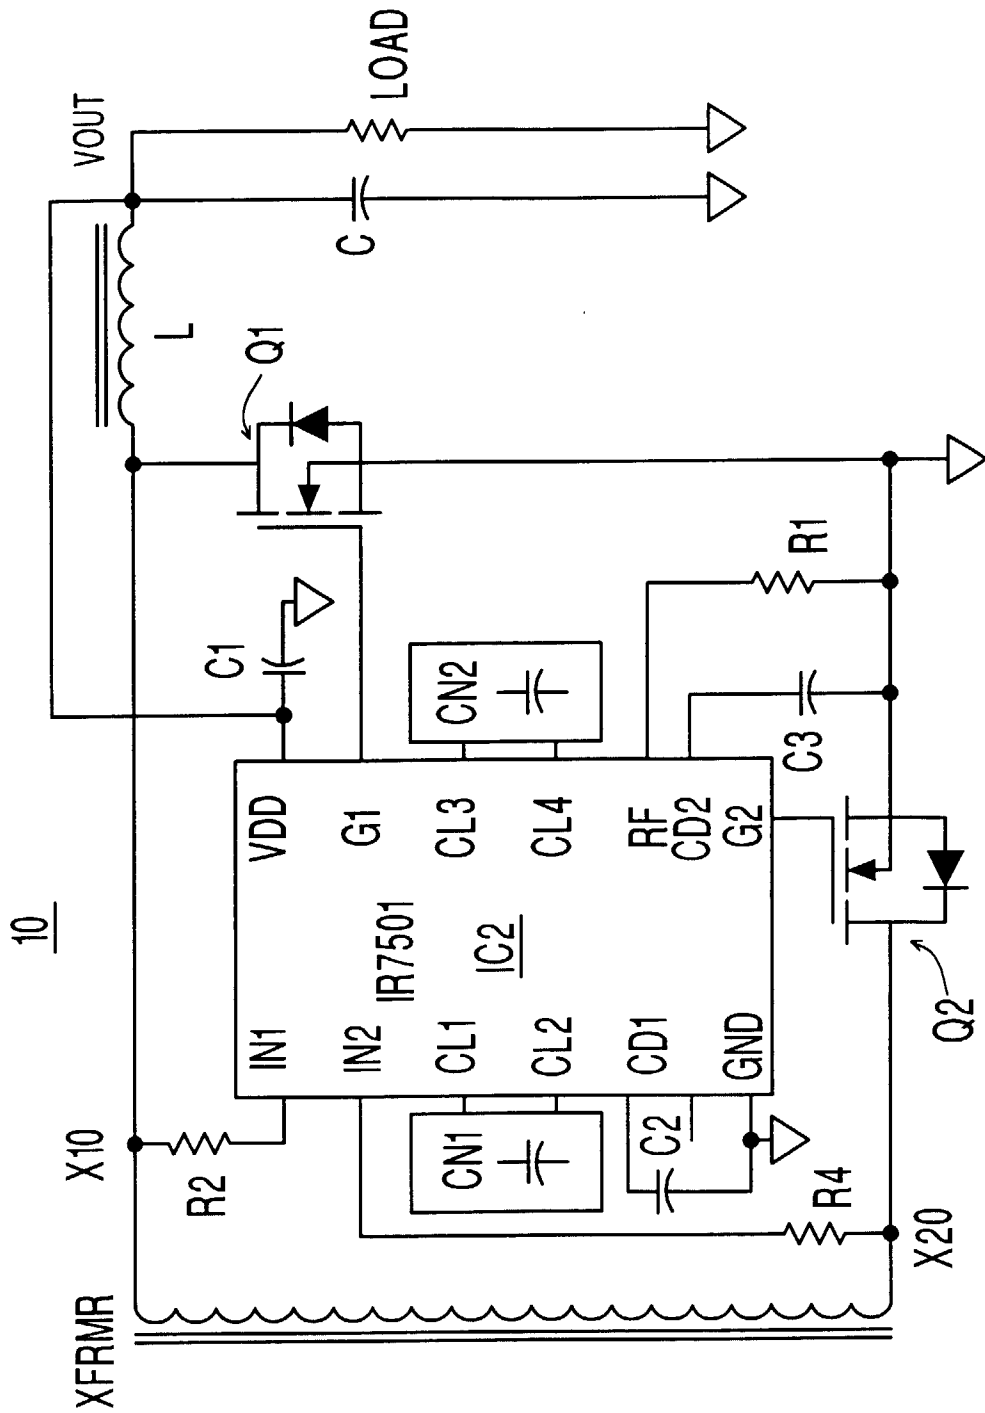 10
XFRMR
X10
R2
VOUT
L
Q1
C
LOAD
C1
IN1
VDD
IN2
G1
IR7501
IC2
CL1
CL3
CN1
CN2
CL2
CL4
CD1
RF
CD2
GND
G2
C2
R4
X20
C3
R1
Q2